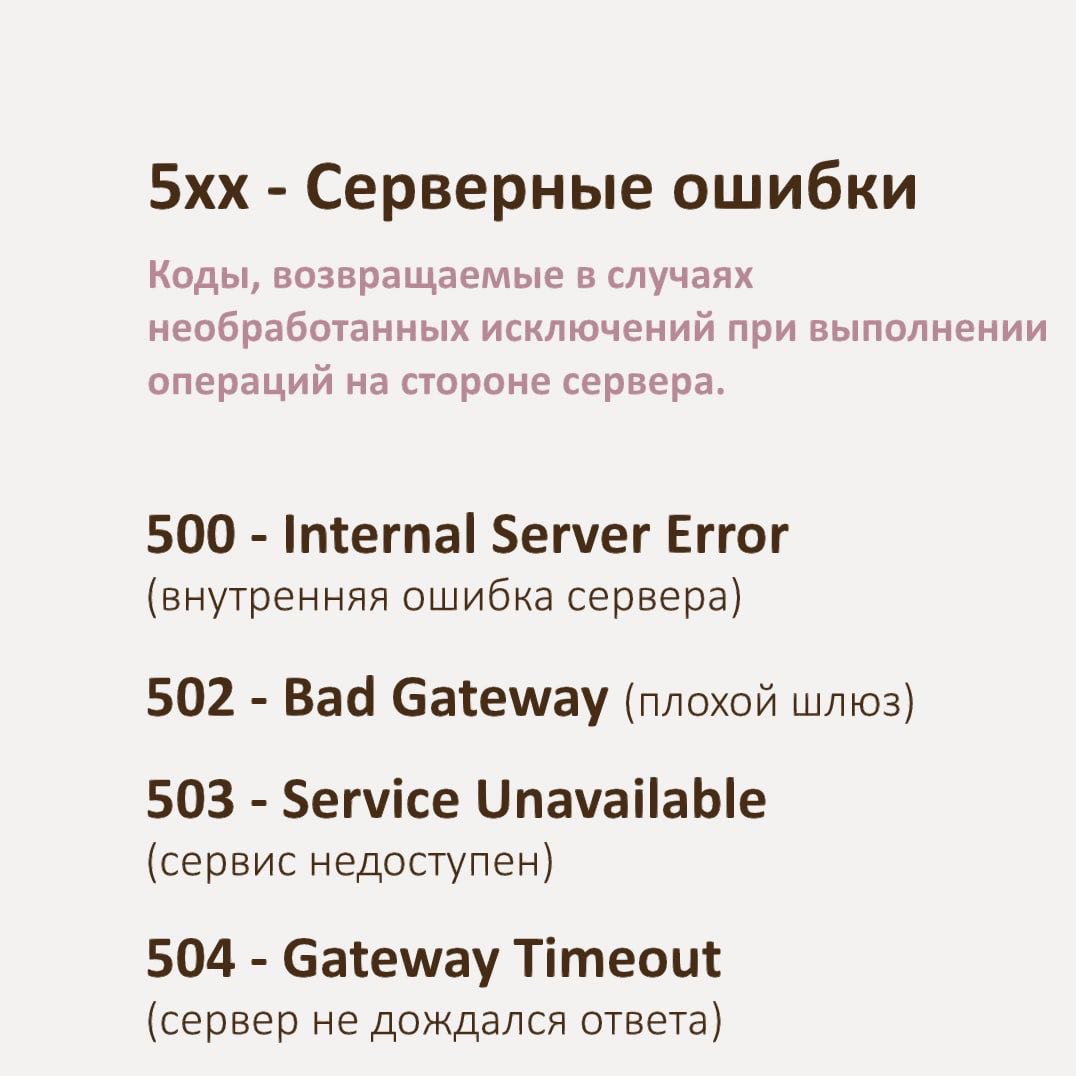 5xx - Серверные ошибки
Коды, возвращаемые в случаях
необработанных исключений при выполнении
операций на стороне сервера.
500 - Internal Server Error
(внутренняя ошибка сервера)
502 - Bad Gateway (плохой шлюз)
503 - Service Unavailable
(сервис недоступен)
504 - Gateway Timeout
(сервер не дождался ответа)